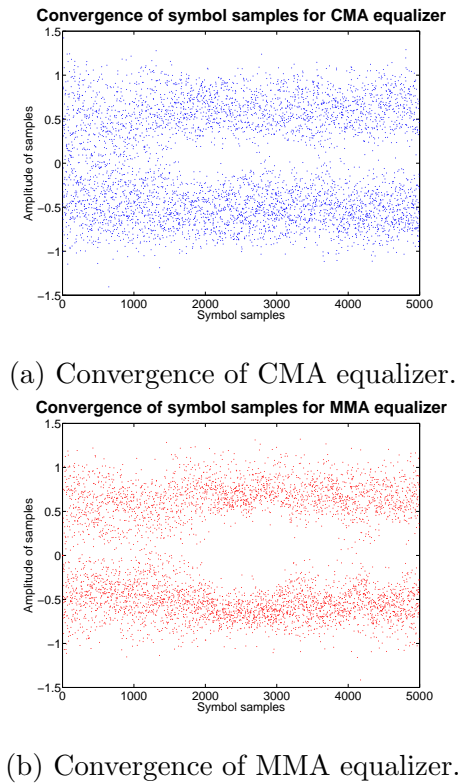 Convergence of symbol samples for CMA equalizer
1.5
1
0.5
0
−0.5
−1
−1.5
Amplitude of samples
0 1000 2000 3000 4000 5000
Symbol samples
(a) Convergence of CMA equalizer.
Convergence of symbol samples for MMA equalizer
1.5
1
0.5
0
−0.5
−1
−1.5
Amplitude of samples
0 1000 2000 3000 4000 5000
Symbol samples
(b) Convergence of MMA equalizer.